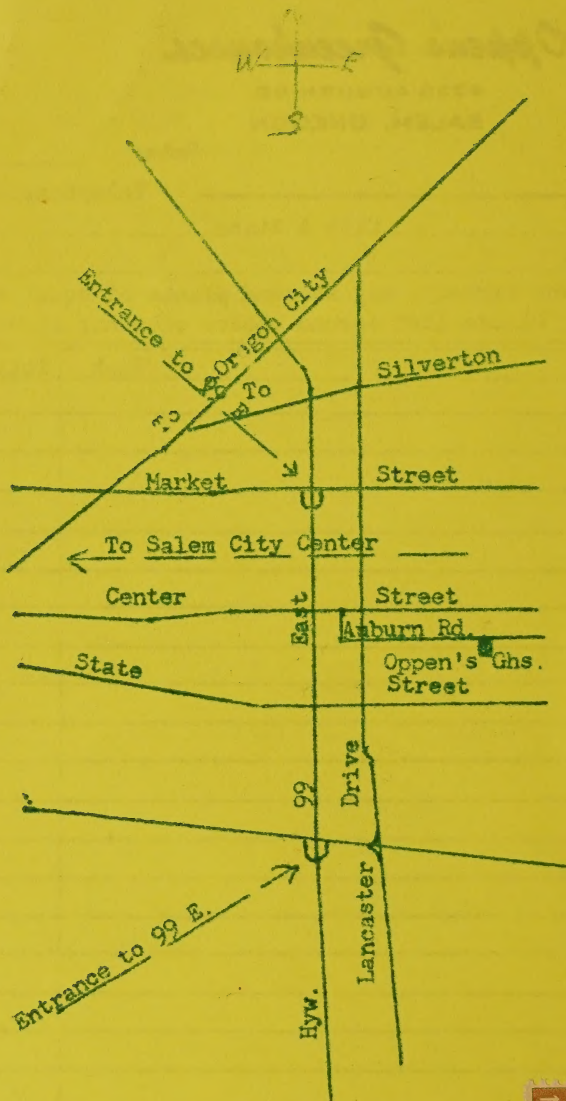 W E
S
Entrance to
To Oregon City
To Silverton
Market Street
To Salem City Center
Center Street
Auburn Rd.
Oppen's Ghs.
State Street
Hyw. 99 East
Lancaster Drive
Entrance to 99 E.